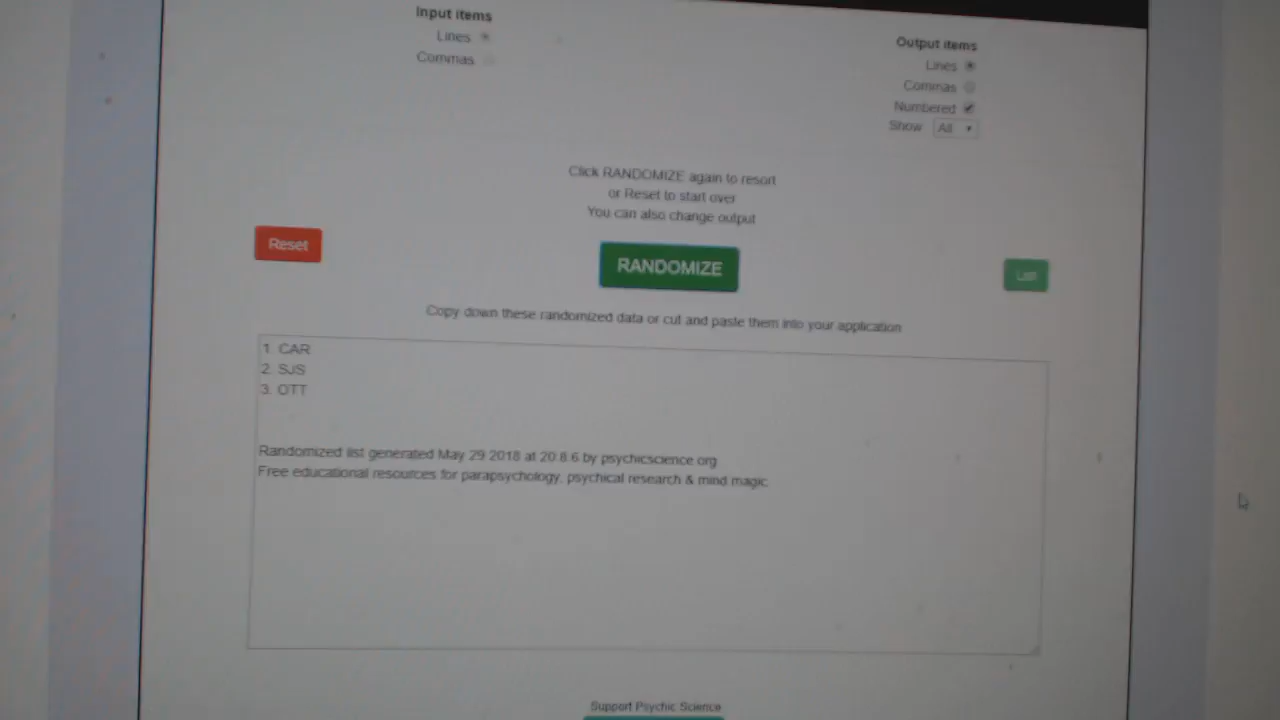 Input items
Lines
Commas
Output items
Lines
Commas
Numbered
Show All
Click RANDOMIZE again to resort
or Reset to start over
You can also change output
Reset
RANDOMIZE
List
Copy down these randomized data or cut and paste them into your application
1. CAR
2. SJS
3. OTT
Randomized list generated May 29 2018 at 20:8:6 by psychicscience.org
Free educational resources for parapsychology, psychical research & mind magic
Support Psychic Science